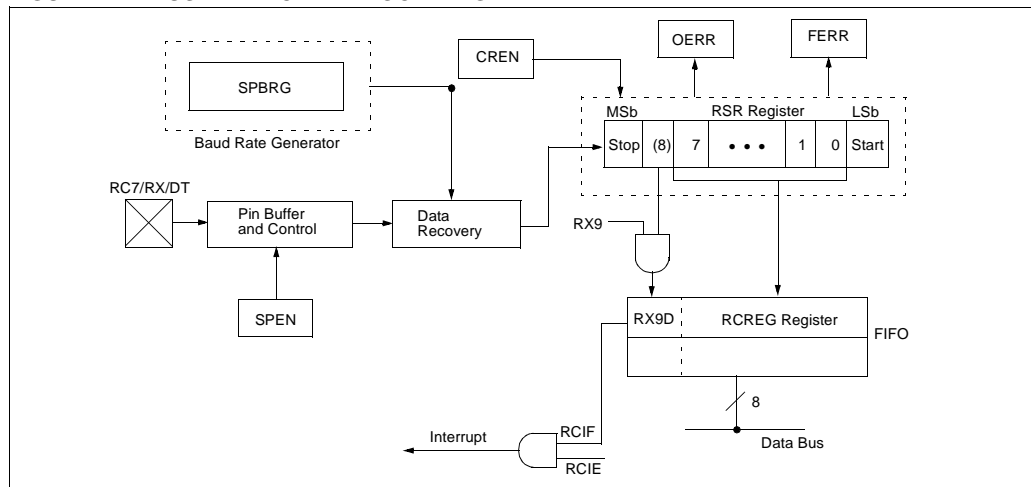 OERR
FERR
CREN
SPBRG
Baud Rate Generator
MSb RSR Register LSb
Stop (8) 7 • • • 1 0 Start
RC7/RX/DT
Pin Buffer
and Control
Data
Recovery
RX9
SPEN
RX9D RCREG Register
FIFO
8
Data Bus
Interrupt
RCIF
RCIE